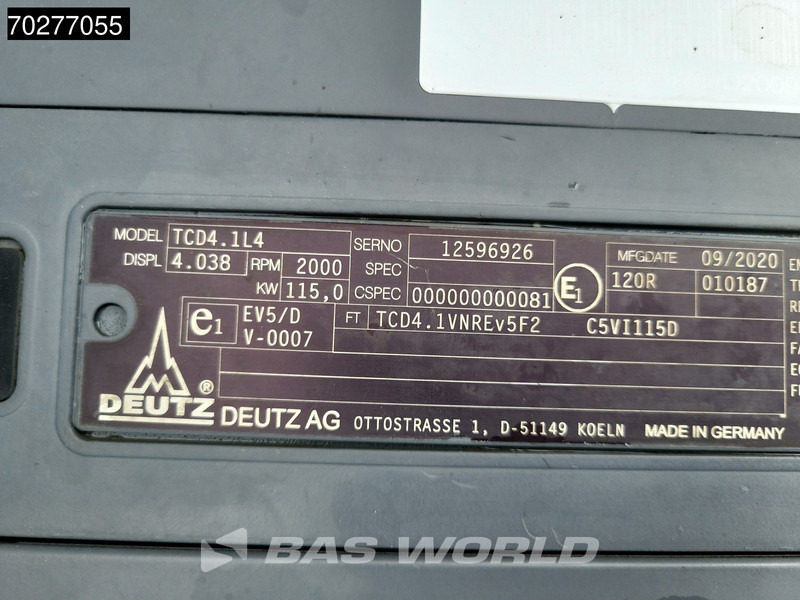 70277055
MODEL TCD4.1L4 SERNO 12596926 MFGDATE 09/2020
DISPL 4.038 RPM 2000 SPEC 120R 010187
KW 115,0 CSPEC 000000000081 E1
e1 EV5/D FT TCD4.1VNREv5F2 C5VI115D
V-0007
DEUTZ ® DEUTZ AG OTTOSTRASSE 1, D-51149 KOELN MADE IN GERMANY
BAS WORLD